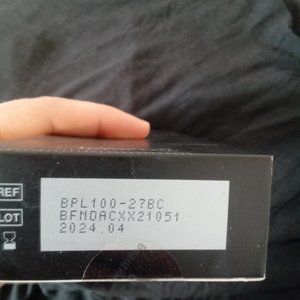 REF
BPL100-27BC
LOT
BFMDACXX21051
2024.04